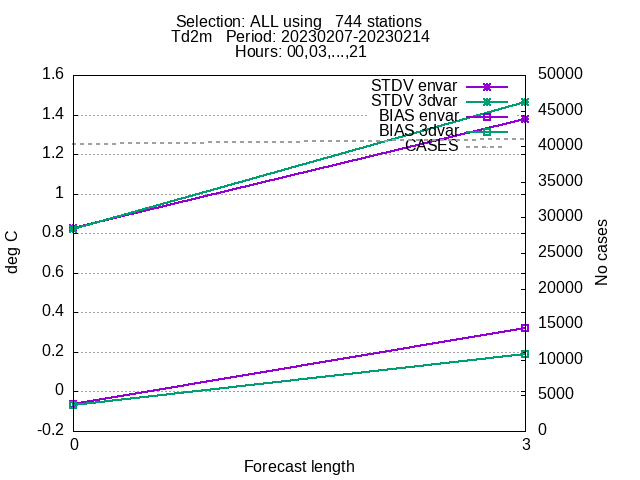 Selection: ALL using   744 stations
Td2m   Period: 20230207-20230214
Hours: 00,03,...,21
STDV envar
STDV 3dvar
BIAS envar
BIAS 3dvar
CASES
1.6
1.4
1.2
1
0.8
0.6
0.4
0.2
0
-0.2
deg C
50000
45000
40000
35000
30000
25000
20000
15000
10000
5000
0
No cases
0
3
Forecast length